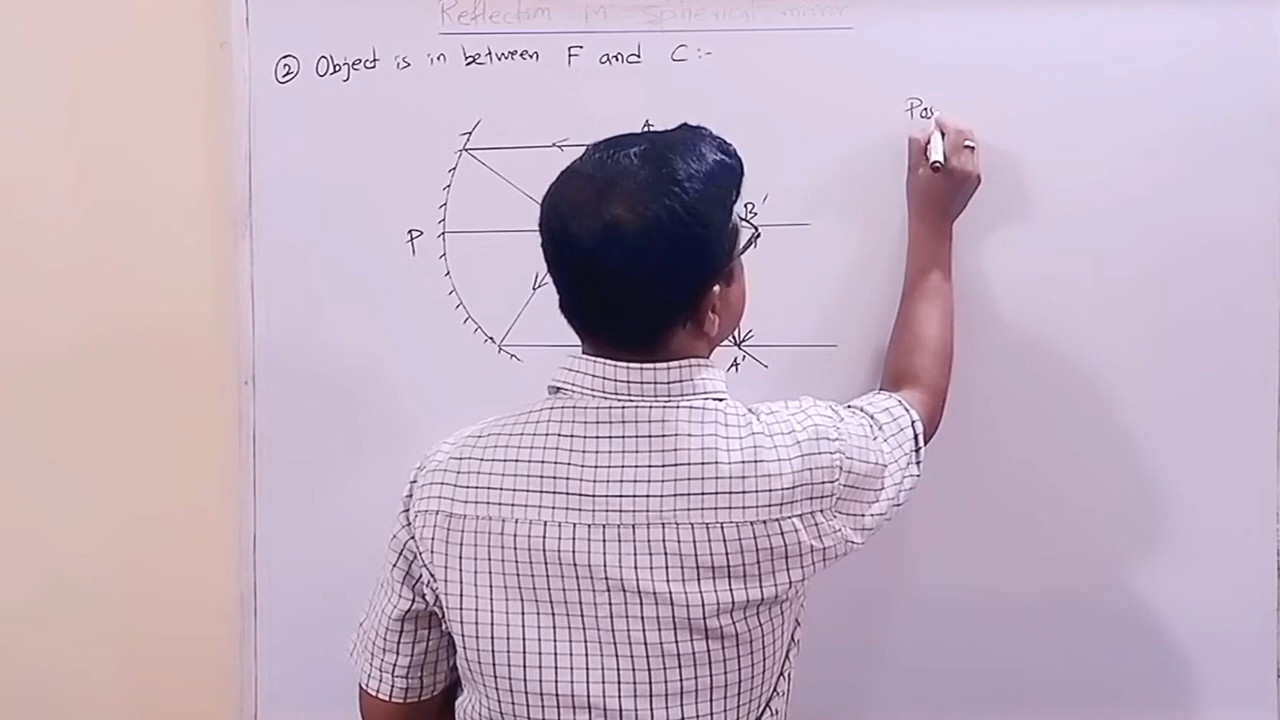 Reflection in spherical mirror
② Object is in between F and C :-
Pos
A
B'
P
A'